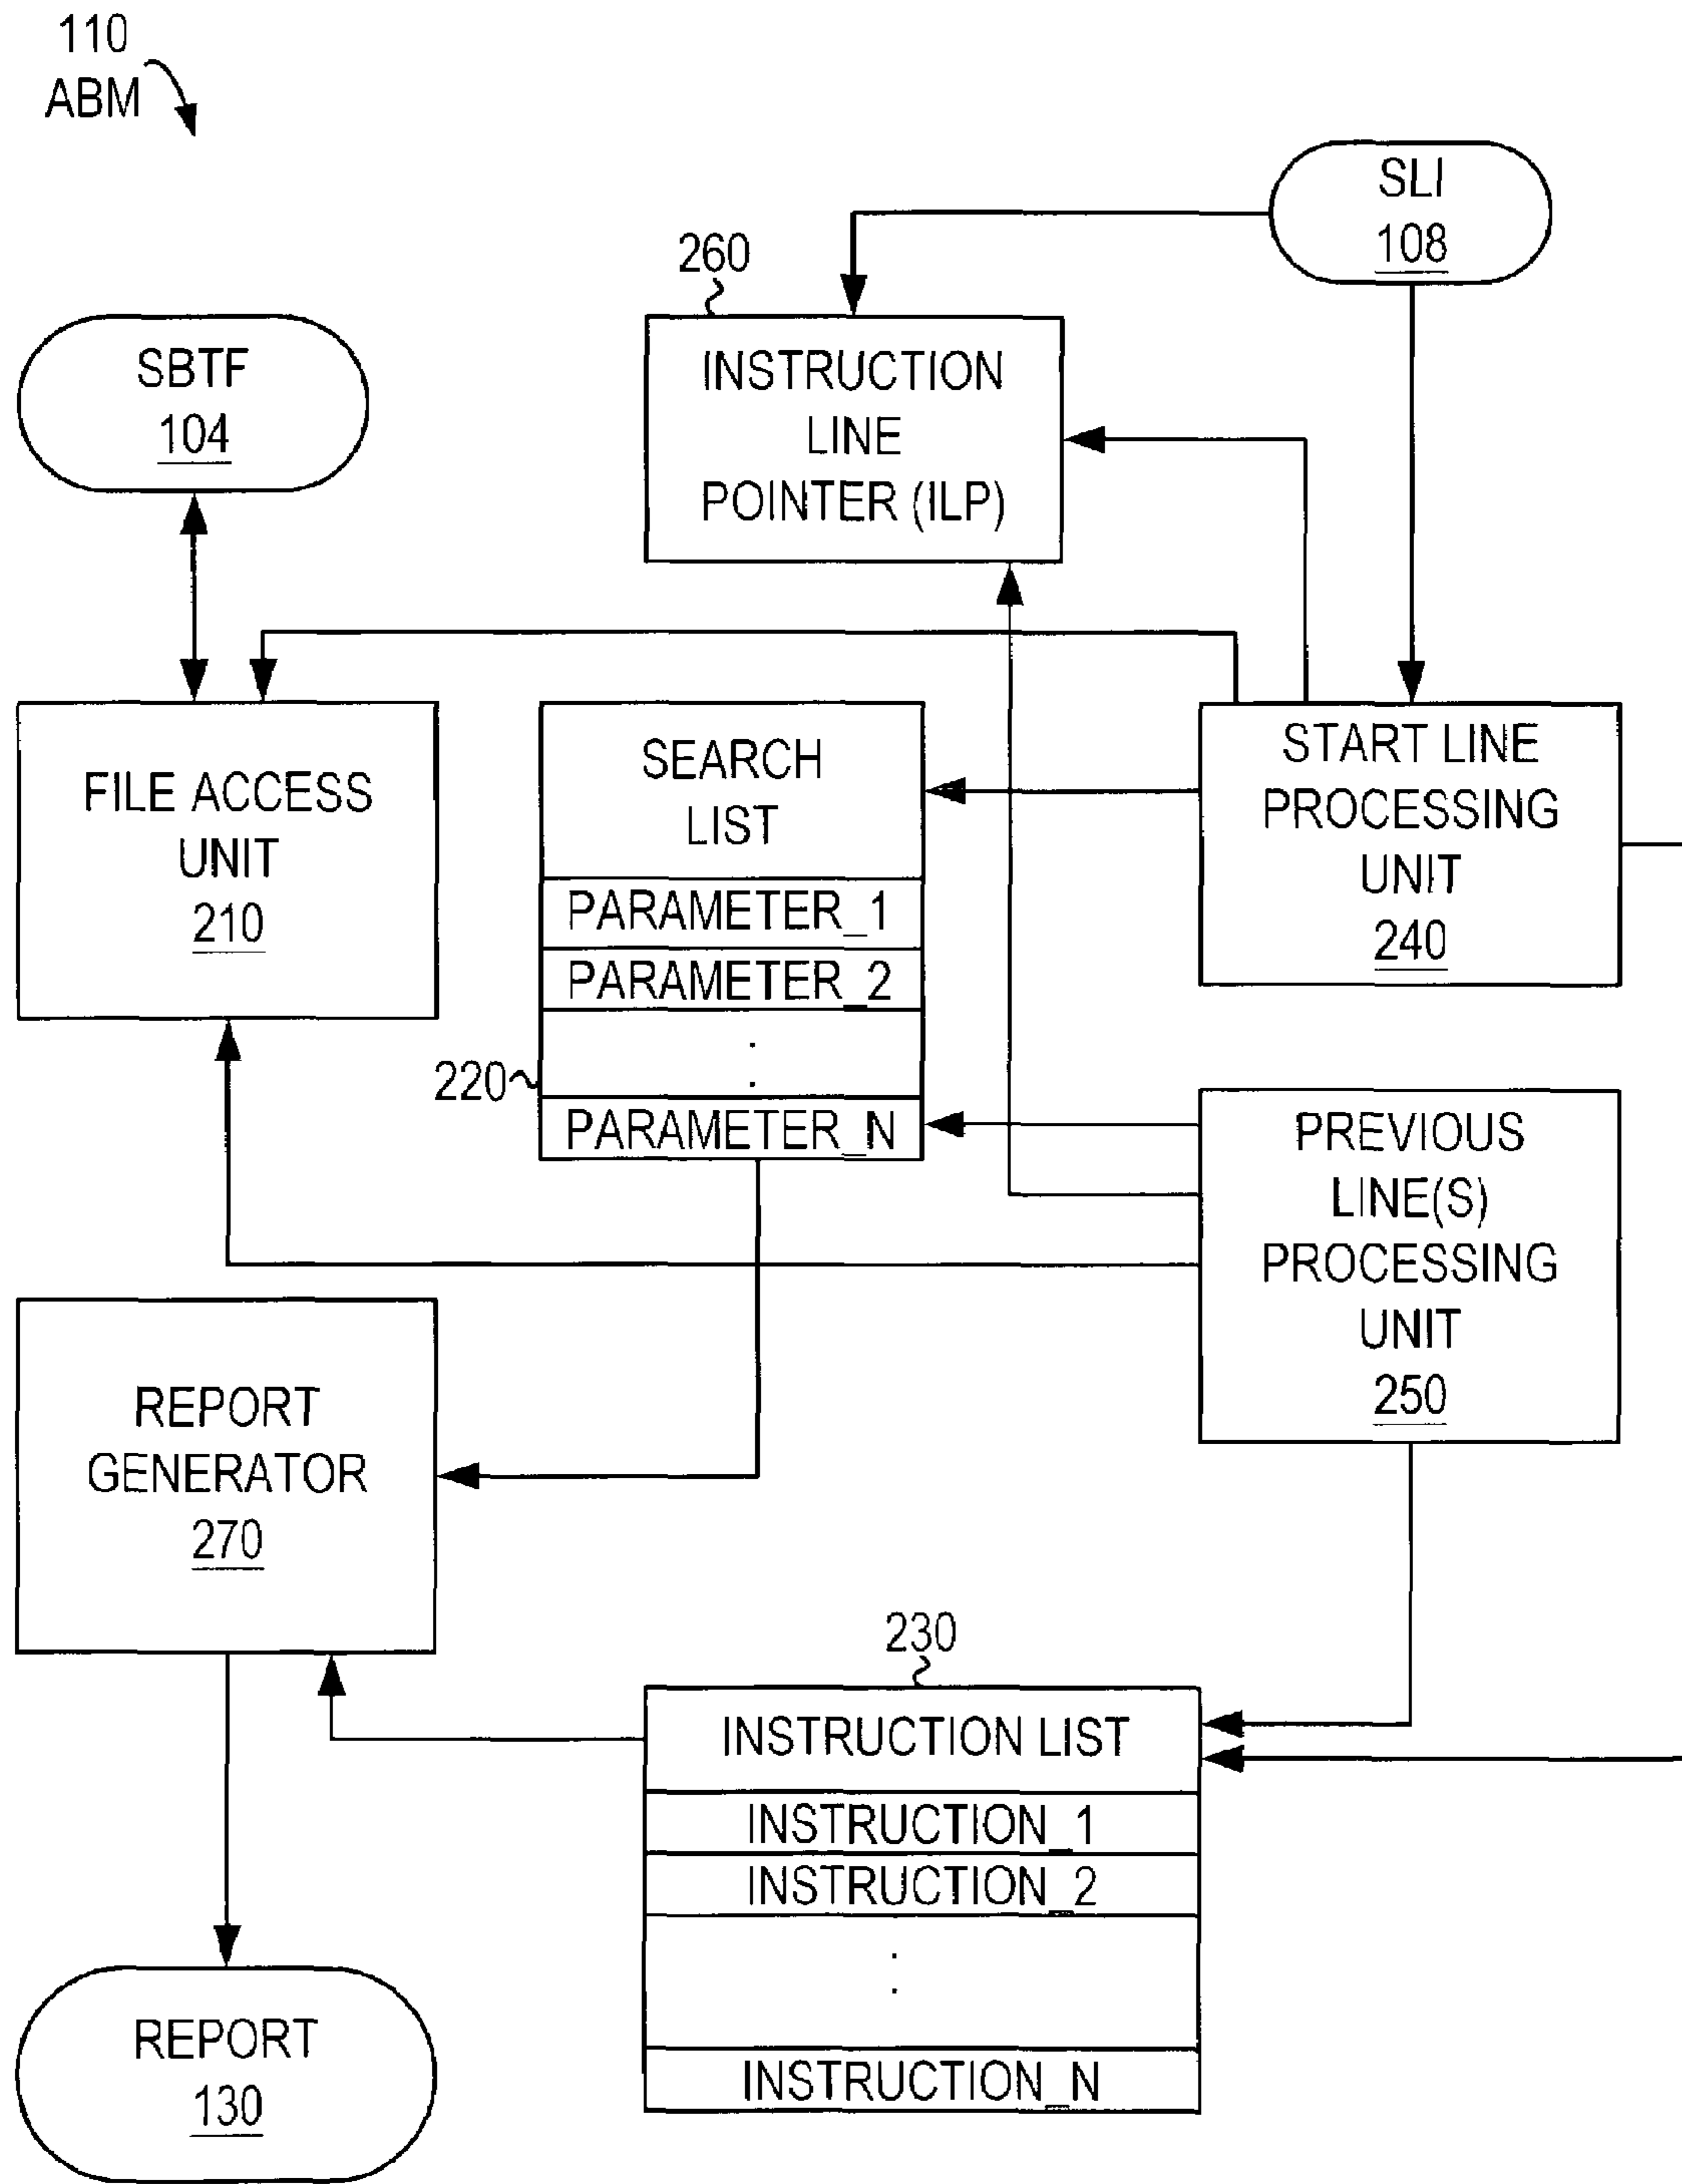 110
ABM
SLI
108
260
INSTRUCTION
LINE
POINTER (ILP)
SBTF
104
FILE ACCESS
UNIT
210
SEARCH
LIST
PARAMETER_1
PARAMETER_2
:
220
PARAMETER_N
START LINE
PROCESSING
UNIT
240
PREVIOUS
LINE(S)
PROCESSING
UNIT
250
REPORT
GENERATOR
270
230
INSTRUCTION LIST
INSTRUCTION_1
INSTRUCTION_2
:
INSTRUCTION_N
REPORT
130